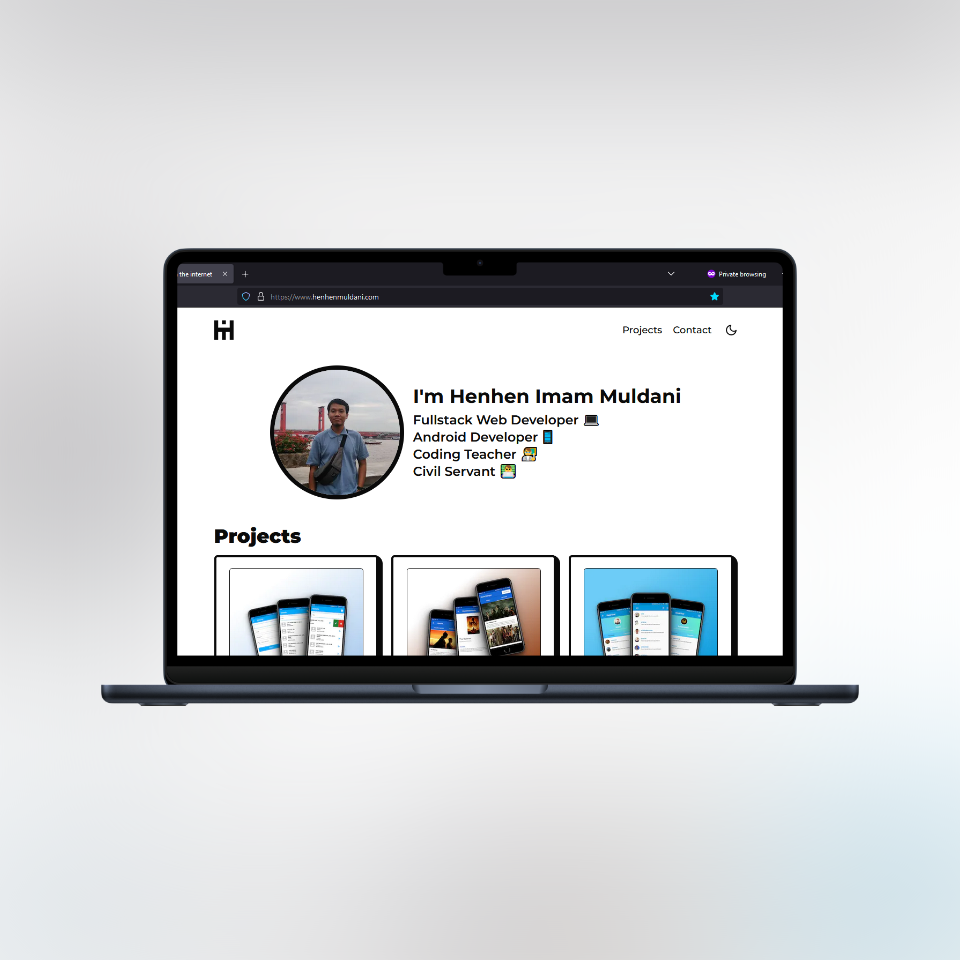 the internet
Private browsing
https://www.henhenmuldani.com
Projects Contact
I'm Henhen Imam Muldani
Fullstack Web Developer 💻
Android Developer 📱
Coding Teacher 👨‍🏫
Civil Servant 👨‍💻
Projects